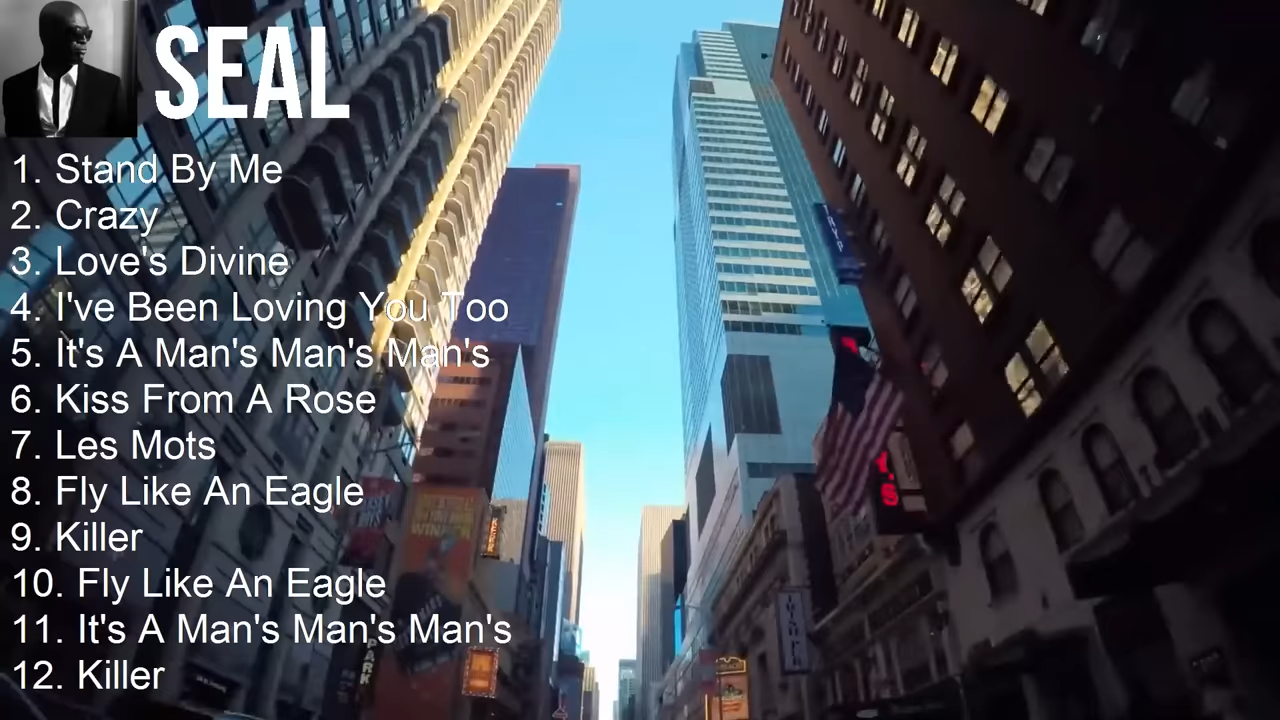 SEAL
1. Stand By Me
2. Crazy
3. Love's Divine
4. I've Been Loving You Too
5. It's A Man's Man's Man's
6. Kiss From A Rose
7. Les Mots
8. Fly Like An Eagle
9. Killer
10. Fly Like An Eagle
11. It's A Man's Man's Man's
12. Killer
Y'S
PARK